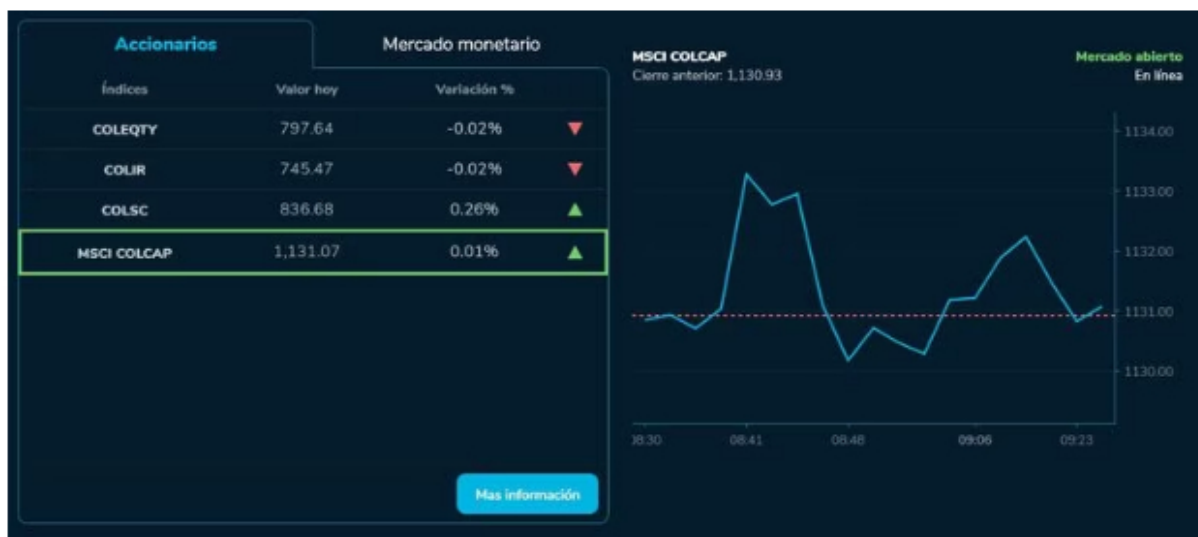 Accionarios
Mercado monetario
Índices Valor hoy Variación %
COLEQTY 797.64 -0.02%
COLIR 745.47 -0.02%
COLSC 836.68 0.26%
MSCI COLCAP 1,131.07 0.01%
Mas información
MSCI COLCAP
Cierre anterior: 1,130.93
Mercado abierto
En línea
1134.00
1133.00
1132.00
1131.00
1130.00
08:30 08:41 08:48 09:06 09:23